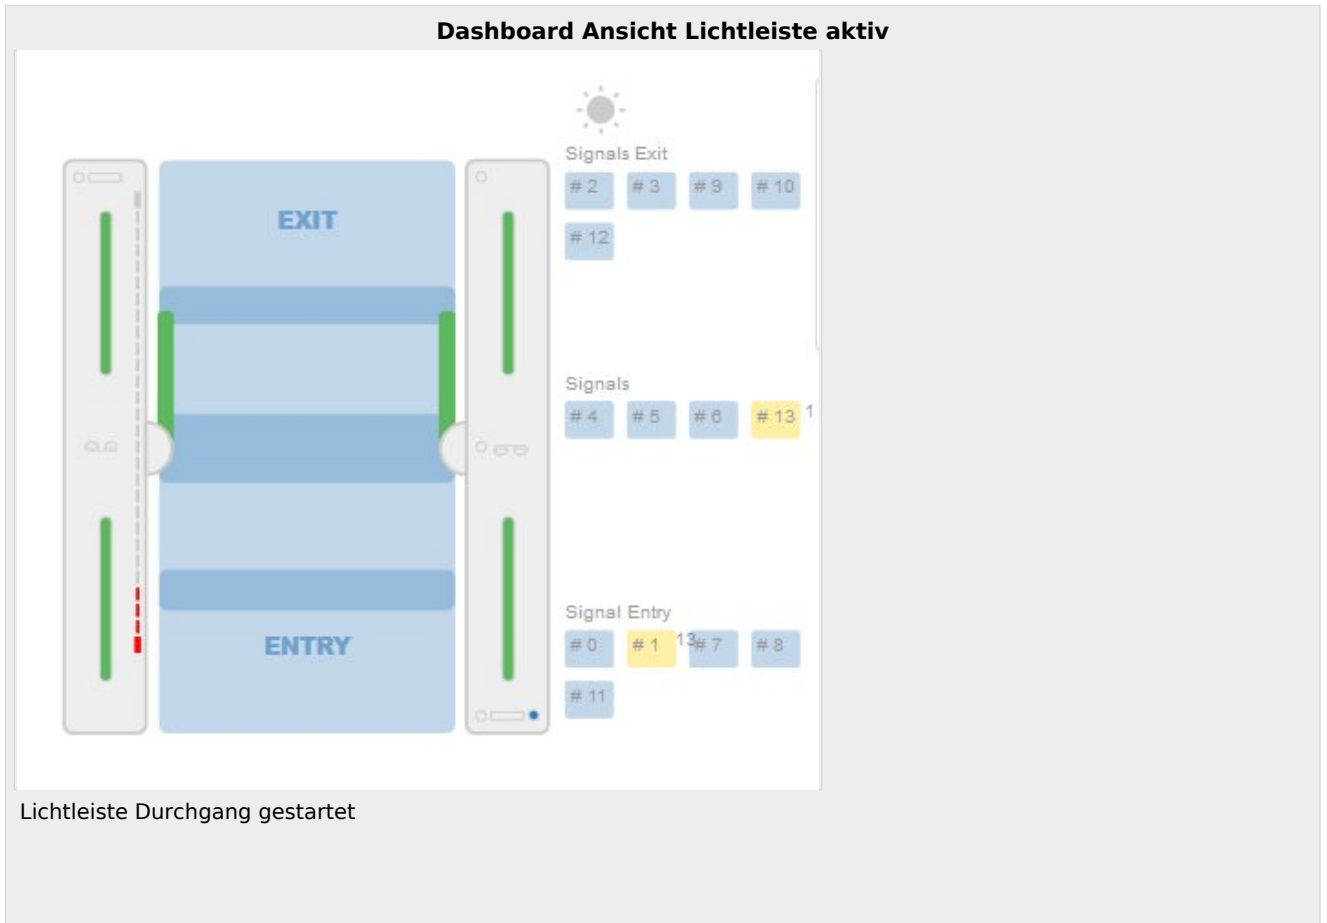 Dashboard Ansicht Lichtleiste aktiv
Signals Exit
# 2 # 3 # 9 # 10
# 12
EXIT
Signals
# 4 # 5 # 6 # 13 1
Signal Entry
# 0 # 1 13 # 7 # 8
# 11
ENTRY
Lichtleiste Durchgang gestartet